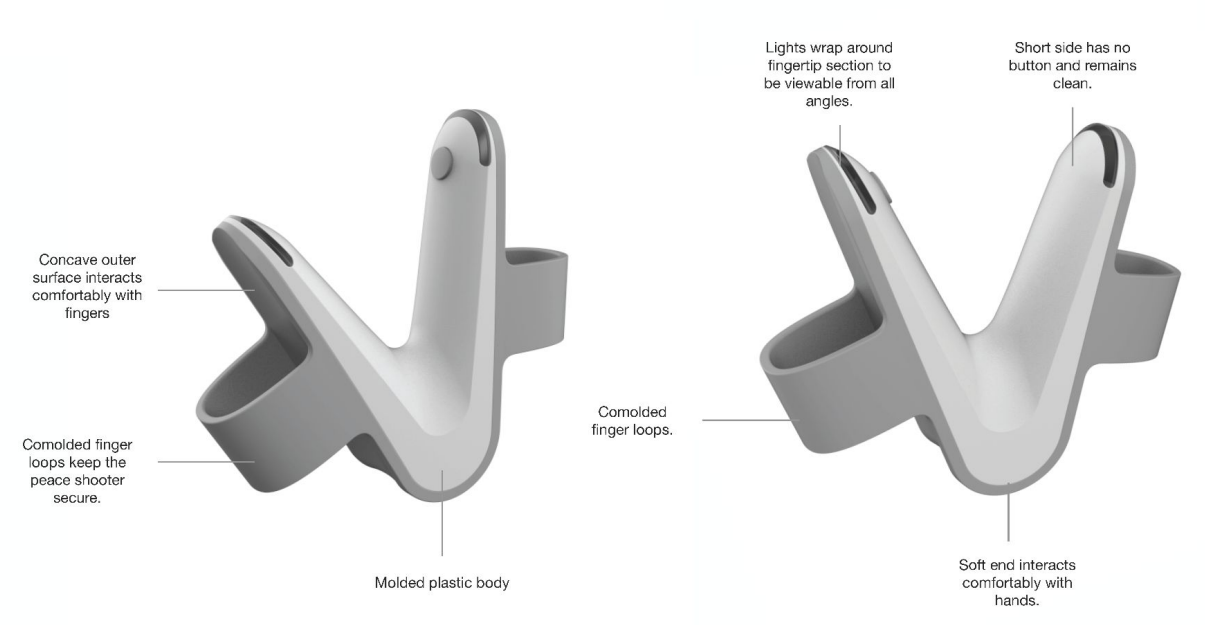 Concave outer
surface interacts
comfortably with
fingers
Comolded finger
loops keep the
peace shooter
secure.
Molded plastic body
Lights wrap around
fingertip section to
be viewable from all
angles.
Short side has no
button and remains
clean.
Comolded
finger loops.
Soft end interacts
comfortably with
hands.